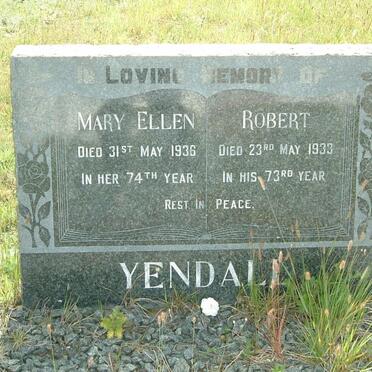 IN LOVING MEMORY OF
MARY ELLEN
DIED 31ST MAY 1936
IN HER 74TH YEAR
ROBERT
DIED 23RD MAY 1933
IN HIS 73RD YEAR
REST IN PEACE.
YENDAL